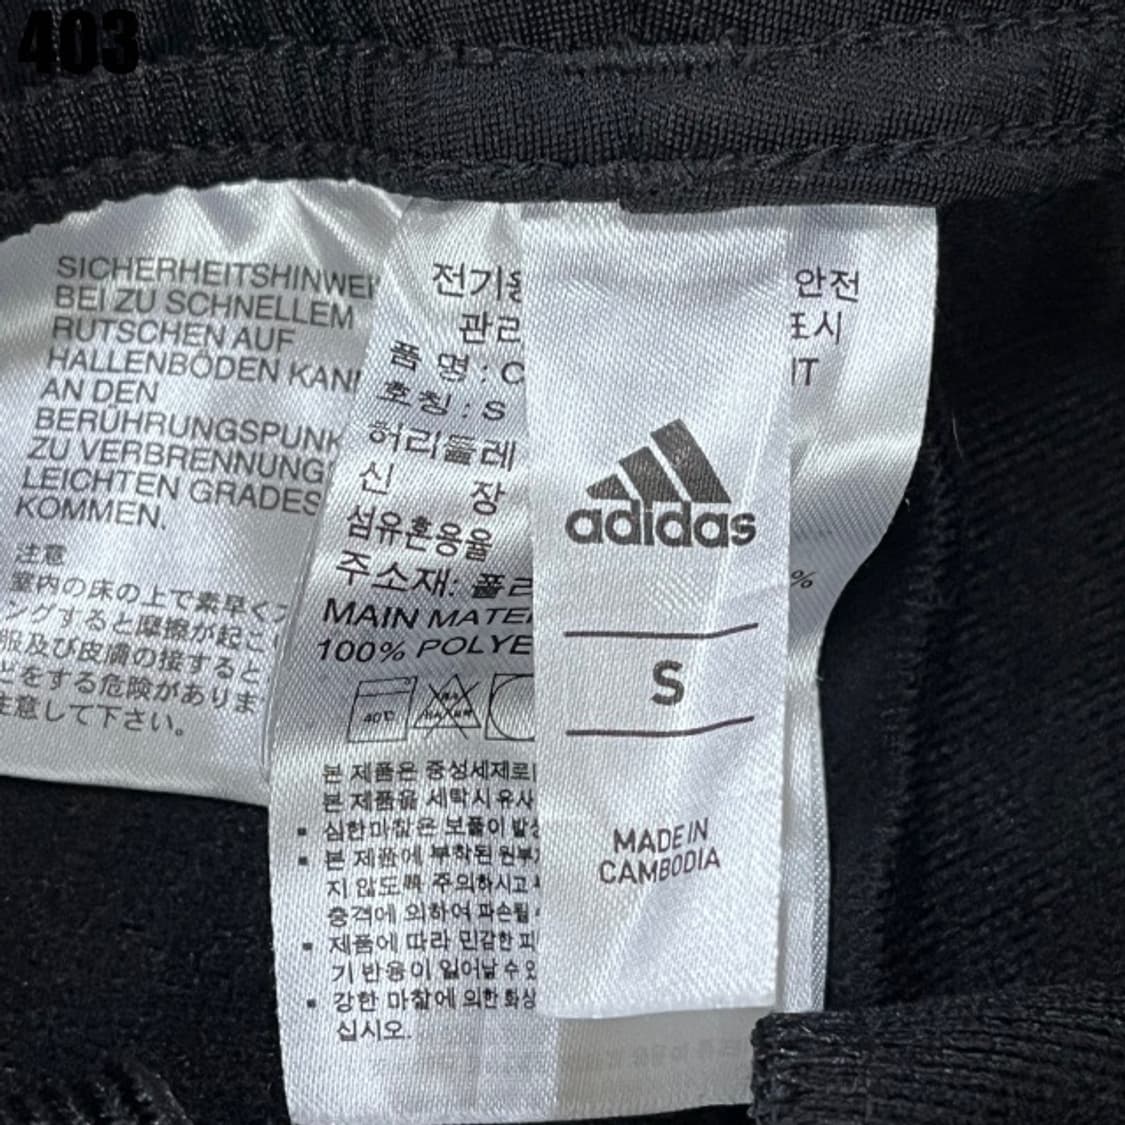 403
SICHERHEITSHINWEI
BEI ZU SCHNELLEM
RUTSCHEN AUF
HALLENBÖDEN KAN
AN DEN
BERÜHRUNGSPUNK
ZU VERBRENNUNG
LEICHTEN GRADES
KOMMEN.
注意
室内の床の上で素早く
ングすると摩擦が起こ
服及び皮膚の接すると
どをする危険がありま
注意して下さい。
전기용 안전
관리 표시
품 명 : C IT
호칭 : S
허리둘레
신 장
섬유혼용율
주소재: 폴리 %
MAIN MATE
100% POLYE
40℃
본 제품은 중성세제로
본 제품을 세탁시 유사
▪ 심한마찰은 보풀이 발생
▪ 본 제품에 부착된 원부
지 않도록 주의하시고
충격에 의하여 파손될
▪ 제품에 따라 민감한 피
기 반응이 일어날 수 있
▪ 강한 마찰에 의한 화상
십시오.
adidas
S
MADE IN
CAMBODIA